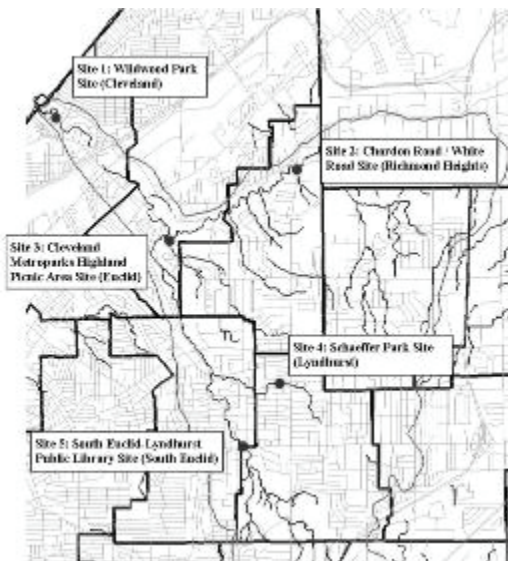 Site 1: Wildwood Park
Site (Cleveland)
Site 2: Chardon Road / White
Road Site (Richmond Heights)
Site 3: Cleveland
Metroparks Highland
Picnic Area Site (Euclid)
Site 4: Schaeffer Park Site
(Lyndhurst)
Site 5: South Euclid-Lyndhurst
Public Library Site (South Euclid)